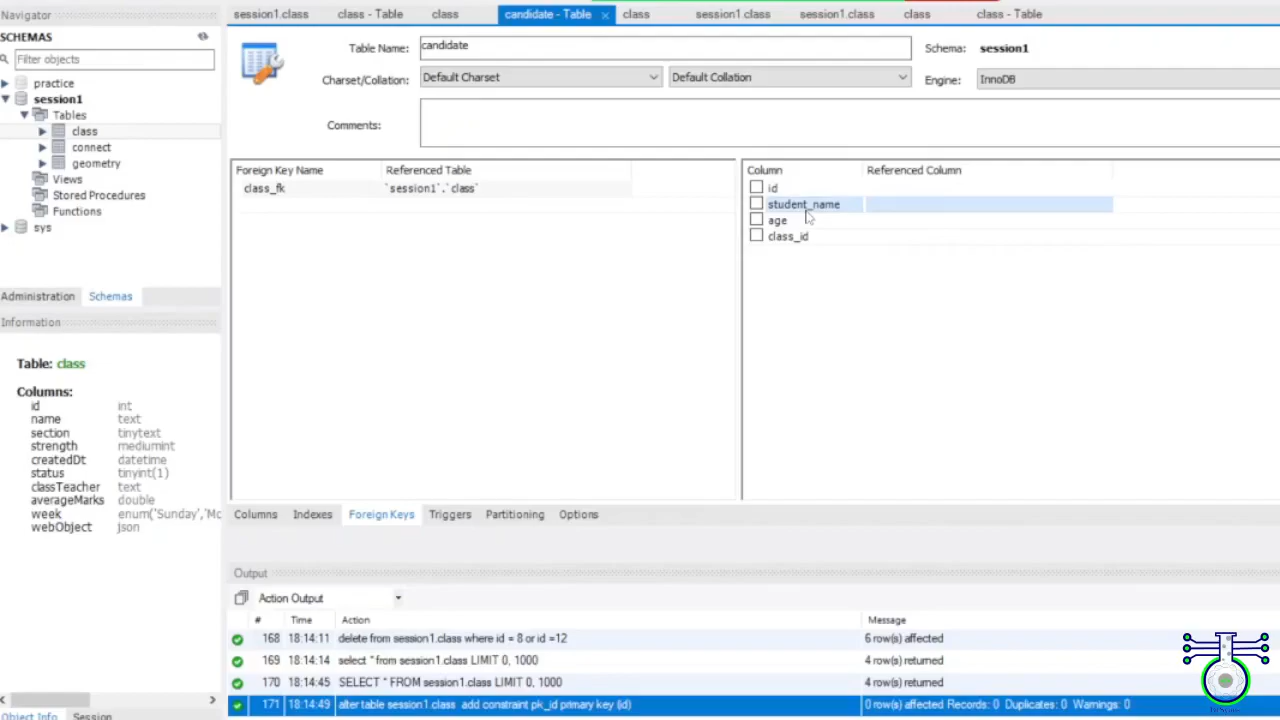 Navigator
SCHEMAS
Filter objects
practice
session1
Tables
class
connect
geometry
Views
Stored Procedures
Functions
sys
Administration Schemas
Information
Table: class
Columns:
id int
name text
section tinytext
strength mediumint
createdDt datetime
status tinyint(1)
classTeacher text
averageMarks double
week enum('Sunday','Mc
webObject json
Object Info Session
session1.class class - Table class candidate - Table × class session1.class session1.class class class - Table
Table Name: candidate Schema: session1
Charset/Collation: Default Charset Default Collation Engine: InnoDB
Comments:
Foreign Key Name Referenced Table
class_fk `session1`.`class`
Column Referenced Column
id
student_name
age
class_id
Columns Indexes Foreign Keys Triggers Partitioning Options
Output
Action Output
# Time Action Message
168 18:14:11 delete from session1.class where id = 8 or id =12 6 row(s) affected
169 18:14:14 select * from session1.class LIMIT 0, 1000 4 row(s) returned
170 18:14:45 SELECT * FROM session1.class LIMIT 0, 1000 4 row(s) returned
171 18:14:49 alter table session1.class add constraint pk_id primary key (id) 0 row(s) affected Records: 0 Duplicates: 0 Warnings: 0